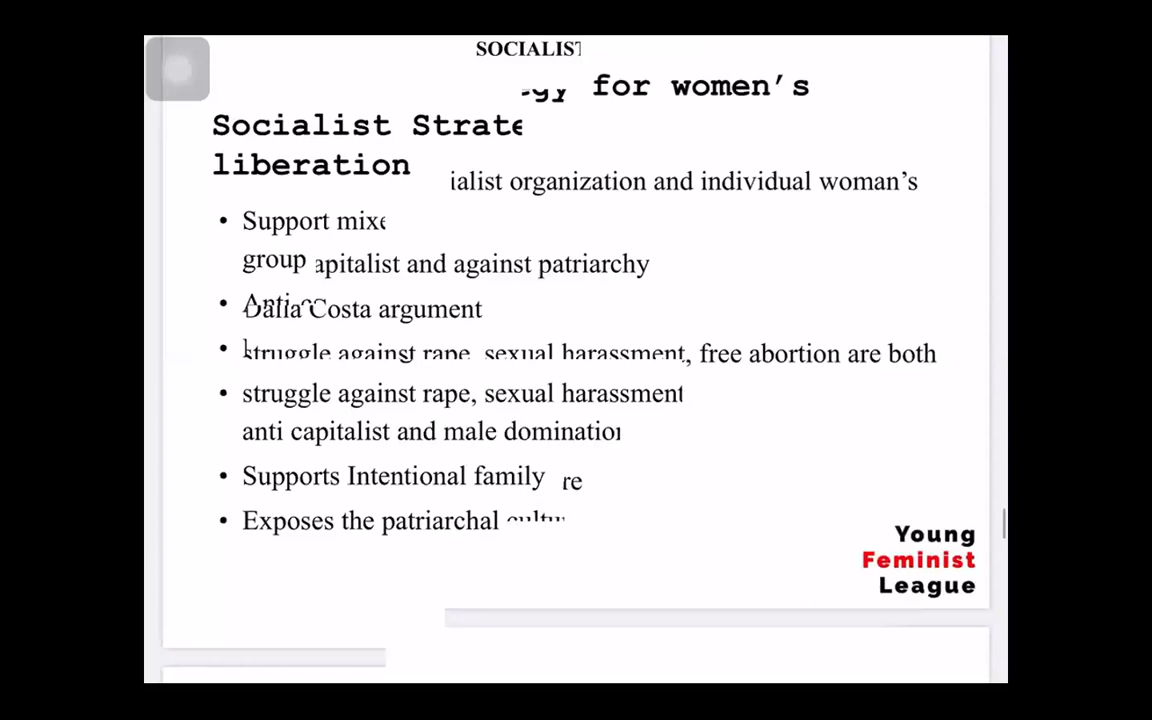 SOCIALIST
for women's
Socialist Strate
liberation
ialist organization and individual woman's
Support mixe
group
apitalist and against patriarchy
Dalla Costa argument
struggle against rape, sexual harassment, free abortion are both
struggle against rape, sexual harassment
anti capitalist and male domination
Supports Intentional family
re
Exposes the patriarchal
Young
Feminist
League